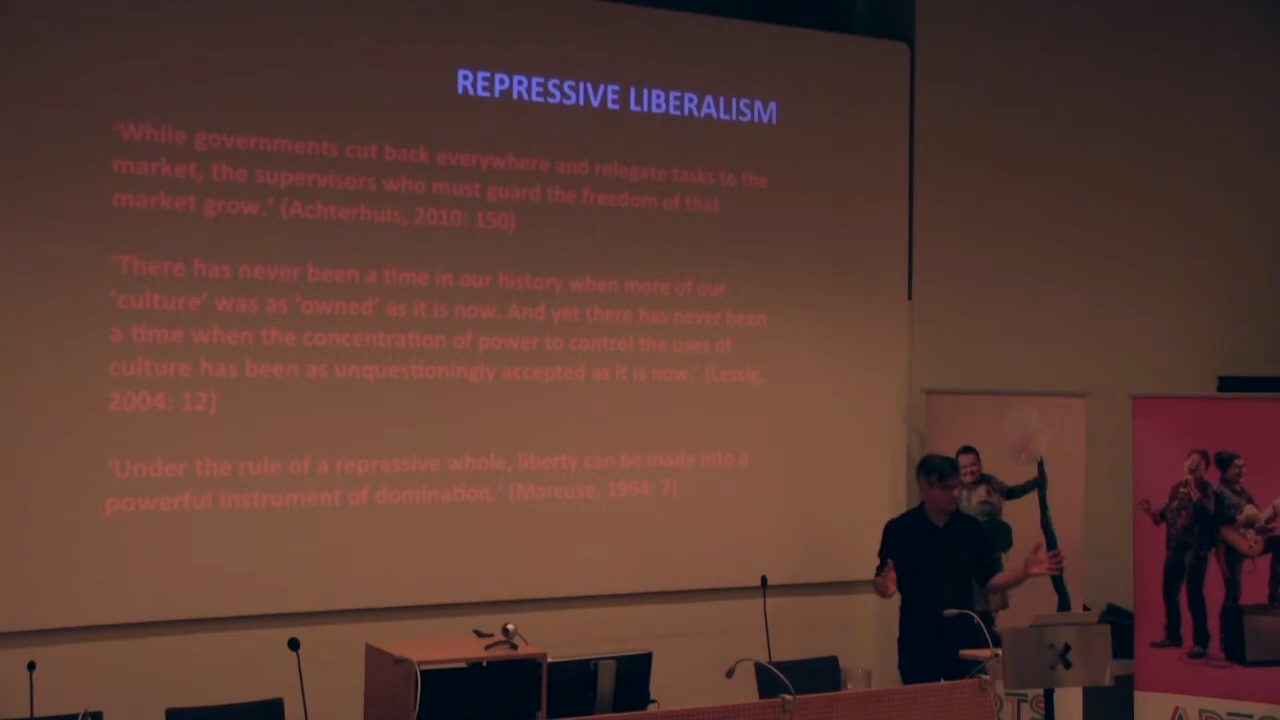 REPRESSIVE LIBERALISM
'While governments cut back everywhere and relegate tasks to the
market, the supervisors who must guard the freedom of that
market grow.' (Achterhuis, 2010: 150)
'There has never been a time in our history when more of our
'culture' was as 'owned' as it is now. And yet there has never been
a time when the concentration of power to control the uses of
culture has been as unquestioningly accepted as it is now.' (Lessig,
2004: 12)
'Under the rule of a repressive whole, liberty can be made into a
powerful instrument of domination.' (Marcuse, 1964: 7)